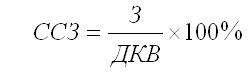 ССЗ = З / ДКВ × 100%